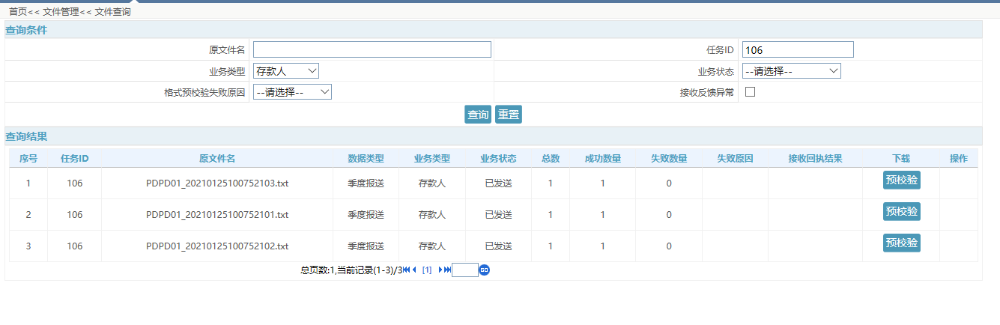 首页<< 文件管理<< 文件查询
查询条件
原文件名 任务ID 106
业务类型 存款人 业务状态 --请选择--
格式预校验失败原因 --请选择-- 接收反馈异常
查询 重置
查询结果
序号 任务ID 原文件名 数据类型 业务类型 业务状态 总数 成功数量 失败数量 失败原因 接收回执结果 下载 操作
1 106 PDPD01_20210125100752103.txt 季度报送 存款人 已发送 1 1 0 预校验
2 106 PDPD01_20210125100752101.txt 季度报送 存款人 已发送 1 1 0 预校验
3 106 PDPD01_20210125100752102.txt 季度报送 存款人 已发送 1 1 0 预校验
总页数:1,当前记录(1-3)/3 [1] GO